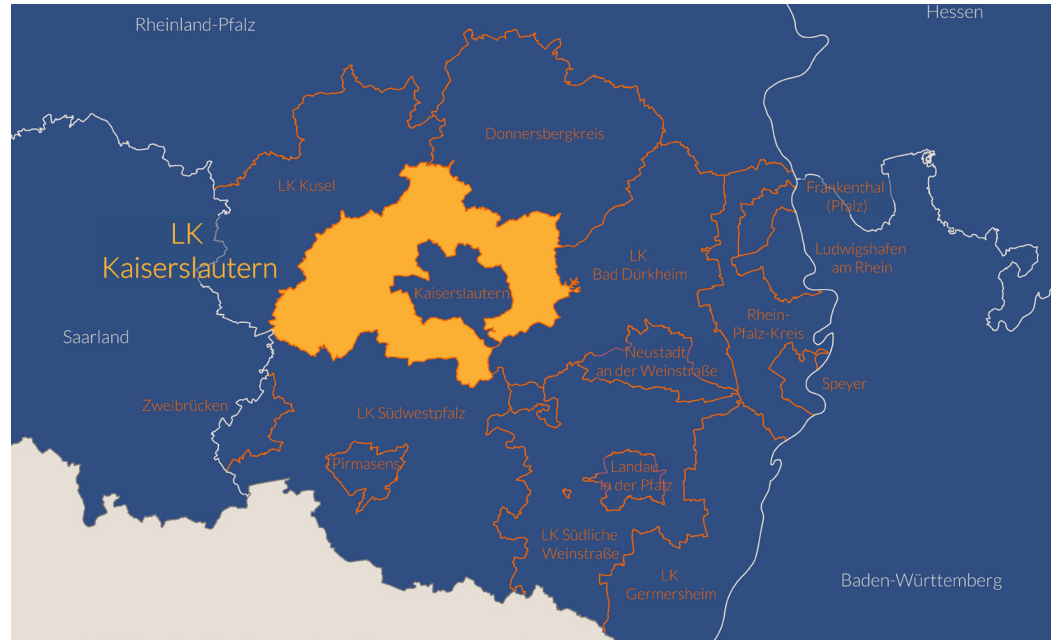 Rheinland-Pfalz
Hessen
Donnersbergkreis
LK Kusel
Frankenthal
(Pfalz)
LK
Kaiserslautern
Ludwigshafen
am Rhein
LK
Bad Dürkheim
Kaiserslautern
Rhein-
Pfalz-Kreis
Saarland
Neustadt
an der Weinstraße
Speyer
Zweibrücken
LK Südwestpfalz
Pirmasens
Landau
in der Pfalz
LK Südliche
Weinstraße
LK
Germersheim
Baden-Württemberg